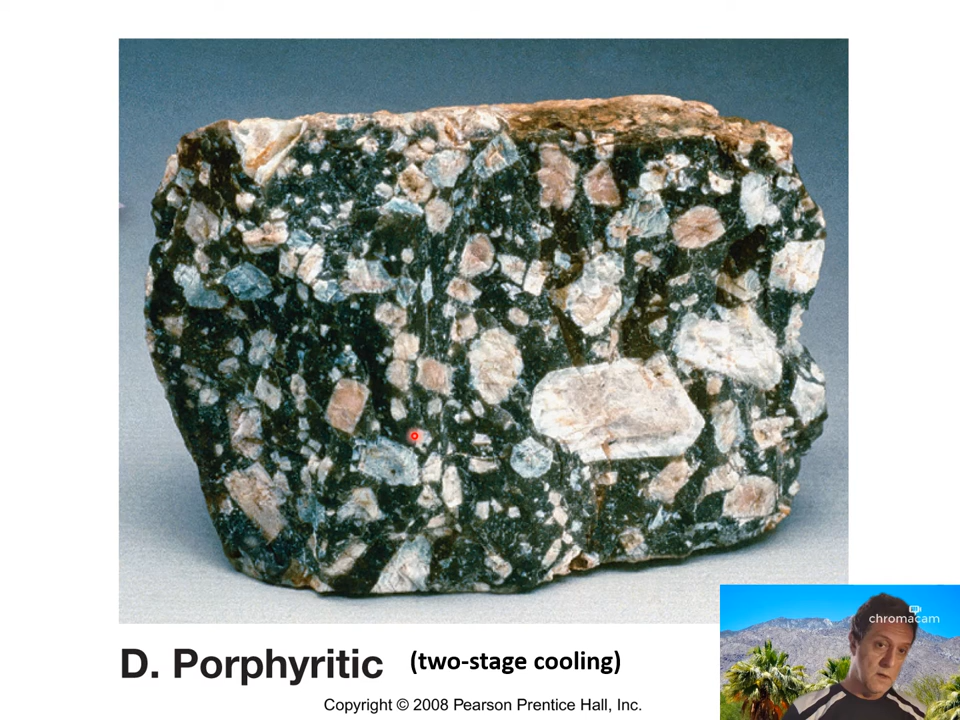 chromacam
D. Porphyritic (two-stage cooling)
Copyright © 2008 Pearson Prentice Hall, Inc.